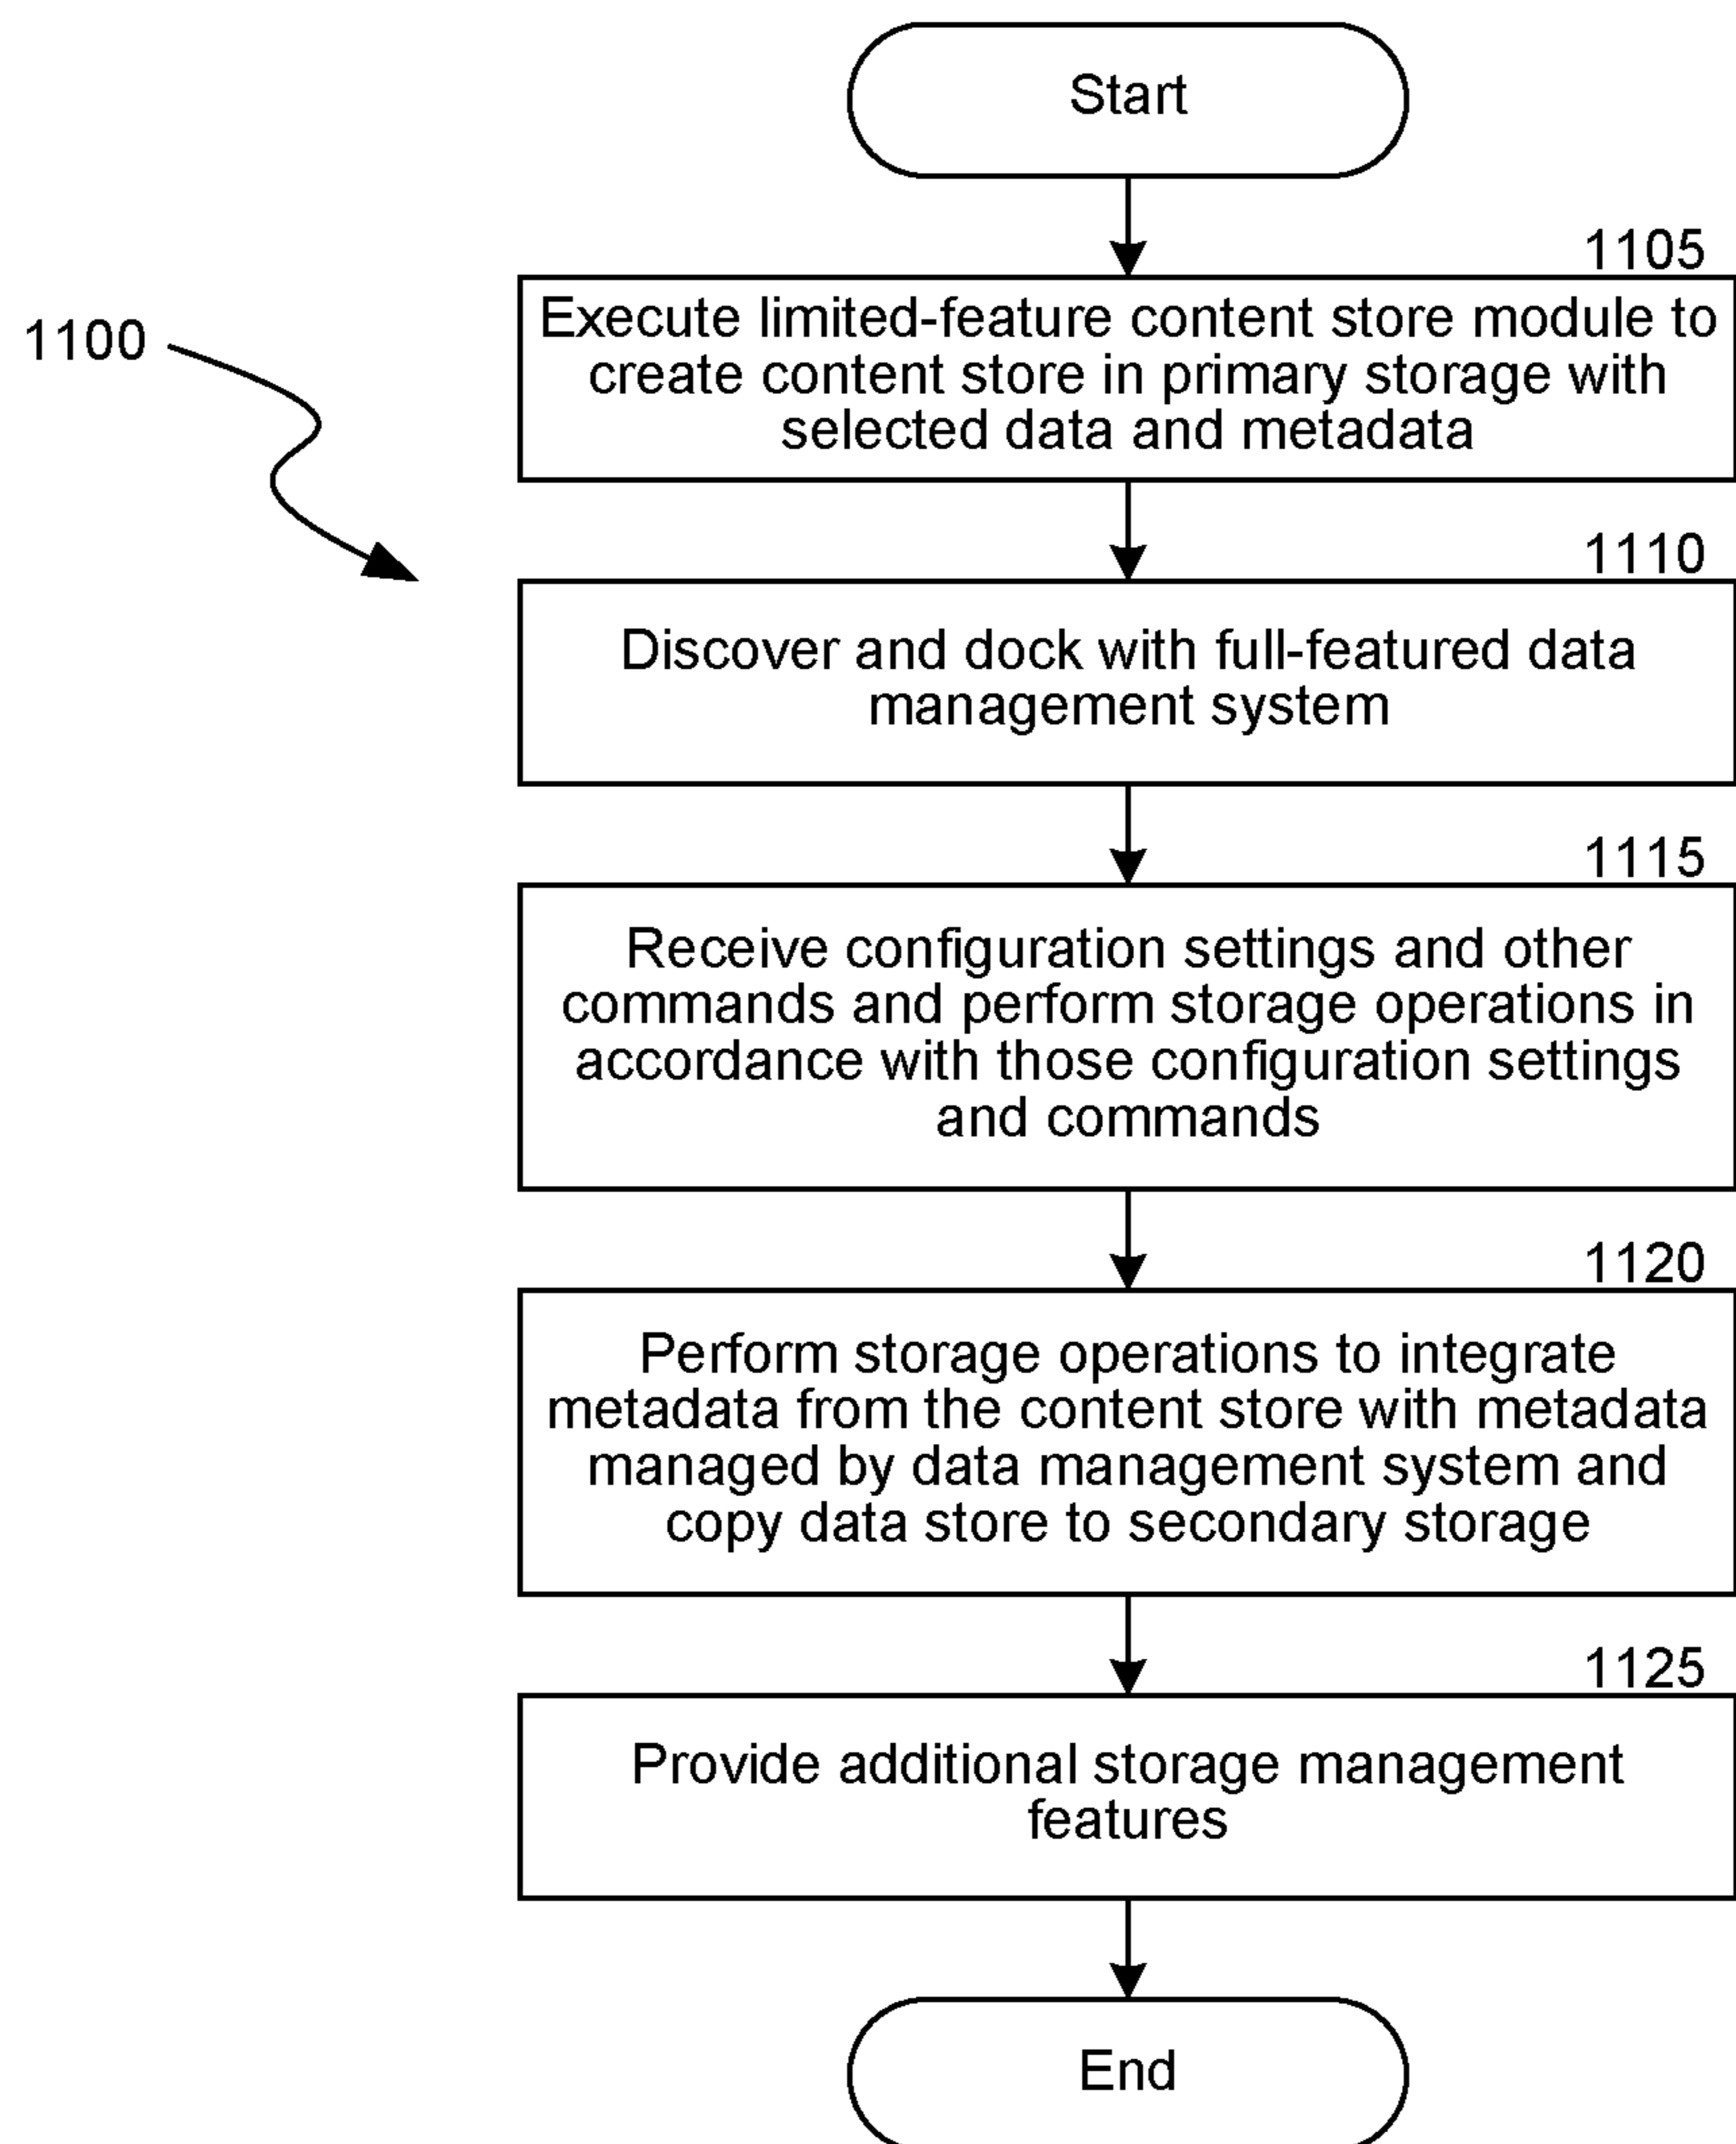 Start
1105
Execute limited-feature content store module to
create content store in primary storage with
selected data and metadata
1100
1110
Discover and dock with full-featured data
management system
1115
Receive configuration settings and other
commands and perform storage operations in
accordance with those configuration settings
and commands
1120
Perform storage operations to integrate
metadata from the content store with metadata
managed by data management system and
copy data store to secondary storage
1125
Provide additional storage management
features
End